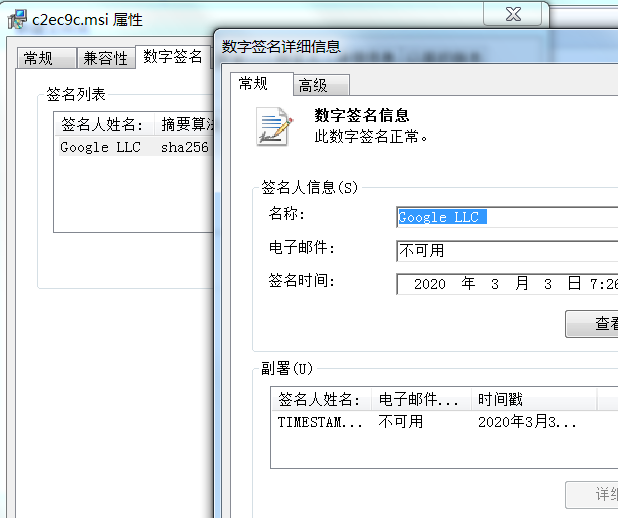 c2ec9c.msi 属性
常规 兼容性 数字签名
签名列表
签名人姓名: 摘要算
Google LLC sha256
数字签名详细信息
常规 高级
数字签名信息
此数字签名正常。
签名人信息(S)
名称: Google LLC
电子邮件: 不可用
签名时间: 2020 年 3 月 3 日 7:26
查看
副署(U)
签名人姓名: 电子邮件... 时间戳
TIMESTAM... 不可用 2020年3月3...
详细